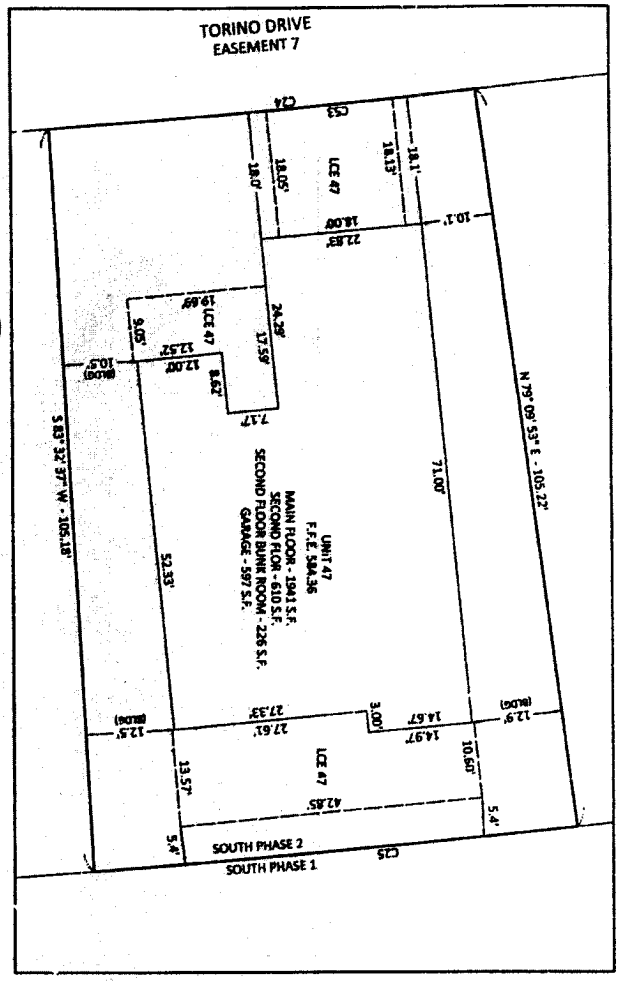 TORINO DRIVE
EASEMENT 7
C24
C53
18.0'
18.05'
LCE 47
18.13'
18.1'
18.00'
22.83'
10.1'
19.69'
LCE 47
9.05'
12.52'
12.00'
10.5'
(BLDG)
24.29'
17.59'
8.62'
7.17'
N 79° 09' 53" E - 105.22'
S 83° 32' 37" W - 105.18'
71.00'
52.33'
UNIT 47
F.F.E. 584.36
MAIN FLOOR - 1941 S.F.
SECOND FLOR - 610 S.F.
SECOND FLOOR BUNK ROOM - 226 S.F.
GARAGE - 597 S.F.
27.33'
27.61'
3.00'
14.67'
14.97'
(BLDG)
12.9'
(BLDG)
12.5'
13.57'
LCE 47
10.60'
42.85'
5.4'
5.4'
SOUTH PHASE 2
SOUTH PHASE 1
C25